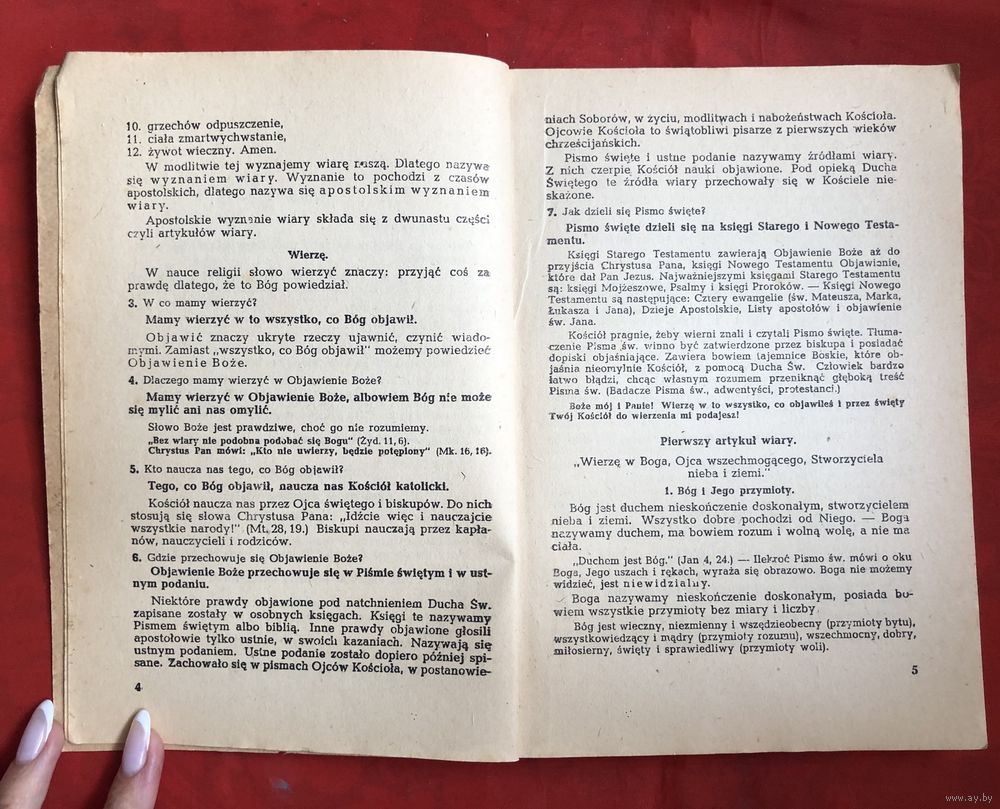 10. grzechów odpuszczenie,
11. ciała zmartwychwstanie,
12. żywot wieczny. Amen.
W modlitwie tej wyznajemy wiarę naszą. Dlatego nazywa
się wyznaniem wiary. Wyznanie to pochodzi z czasów
apostolskich, dlatego nazywa się apostolskim wyznaniem
wiary.
Apostolskie wyznanie wiary składa się z dwunastu części
czyli artykułów wiary.
Wierzę.
W nauce religii słowo wierzyć znaczy: przyjąć coś za
prawdę dlatego, że to Bóg powiedział.
3. W co mamy wierzyć?
Mamy wierzyć w to wszystko, co Bóg objawił.
Objawić znaczy ukryte rzeczy ujawnić, czynić wiado-
mymi. Zamiast „wszystko, co Bóg objawił" możemy powiedzieć
Objawienie Boże.
4. Dlaczego mamy wierzyć w Objawienie Boże?
Mamy wierzyć w Objawienie Boże, albowiem Bóg nie może
się mylić ani nas omylić.
Słowo Boże jest prawdziwe, choć go nie rozumiemy.
„Bez wiary nie podobna podobać się Bogu" (Żyd. 11, 6).
Chrystus Pan mówi: „Kto nie uwierzy, będzie potępiony" (Mk. 16, 16).
5. Kto naucza nas tego, co Bóg objawił?
Tego, co Bóg objawił, naucza nas Kościół katolicki.
Kościół naucza nas przez Ojca świętego i biskupów. Do nich
stosują się słowa Chrystusa Pana: „Idźcie więc i nauczajcie
wszystkie narody!" (Mt. 28, 19.) Biskupi nauczają przez kapła-
nów, nauczycieli i rodziców.
6. Gdzie przechowuje się Objawienie Boże?
Objawienie Boże przechowuje się w Piśmie świętym i w ust-
nym podaniu.
Niektóre prawdy objawione pod natchnieniem Ducha Św.
zapisane zostały w osobnych księgach. Księgi te nazywamy
Pismem świętym albo biblią. Inne prawdy objawione głosili
apostołowie tylko ustnie, w swoich kazaniach. Nazywają się
ustnym podaniem. Ustne podanie zostało dopiero później spi-
sane. Zachowało się w pismach Ojców Kościoła, w postanowie-
4
niach Soborów, w życiu, modlitwach i nabożeństwach Kościoła.
Ojcowie Kościoła to świątobliwi pisarze z pierwszych wieków
chrześcijańskich.
Pismo święte i ustne podanie nazywamy źródłami wiary.
Z nich czerpie Kościół nauki objawione. Pod opieką Ducha
Świętego te źródła wiary przechowały się w Kościele nie-
skażone.
7. Jak dzieli się Pismo święte?
Pismo święte dzieli się na księgi Starego i Nowego Testa-
mentu.
Księgi Starego Testamentu zawierają Objawienie Boże aż do
przyjścia Chrystusa Pana, księgi Nowego Testamentu Objawienie,
które dał Pan Jezus. Najważniejszymi księgami Starego Testamentu
są: księgi Mojżeszowe, Psalmy i księgi Proroków. — Księgi Nowego
Testamentu są następujące: Cztery ewangelie (św. Mateusza, Marka,
Łukasza i Jana), Dzieje Apostolskie, Listy apostołów i objawienie
św. Jana.
Kościół pragnie, żeby wierni znali i czytali Pismo święte. Tłuma-
czenie Pisma św. winno być zatwierdzone przez biskupa i posiadać
dopiski objaśniające. Zawiera bowiem tajemnice Boskie, które ob-
jaśnia nieomylnie Kościół, z pomocą Ducha Św. Człowiek bardzo
łatwo błądzi, chcąc własnym rozumem przeniknąć głęboką treść
Pisma św. (Badacze Pisma św., adwentyści, protestanci.)
Boże mój i Panie! Wierzę w to wszystko, co objawiłeś i przez święty
Twój Kościół do wierzenia mi podajesz!
Pierwszy artykuł wiary.
„Wierzę w Boga, Ojca wszechmogącego, Stworzyciela
nieba i ziemi."
1. Bóg i Jego przymioty.
Bóg jest duchem nieskończenie doskonałym, stworzycielem
nieba i ziemi. Wszystko dobre pochodzi od Niego. — Boga
nazywamy duchem, ma bowiem rozum i wolną wolę, a nie ma
ciała.
„Duchem jest Bóg." (Jan 4, 24.) — Ilekroć Pismo św. mówi o oku
Boga, Jego uszach i rękach, wyraża się obrazowo. Boga nie możemy
widzieć, jest niewidzialny.
Boga nazywamy nieskończenie doskonałym, posiada bo-
wiem wszystkie przymioty bez miary i liczby.
Bóg jest wieczny, niezmienny i wszędzieobecny (przymioty bytu),
wszystkowiedzący i mądry (przymioty rozumu), wszechmocny, dobry,
miłosierny, święty i sprawiedliwy (przymioty woli).
5
www.ay.by